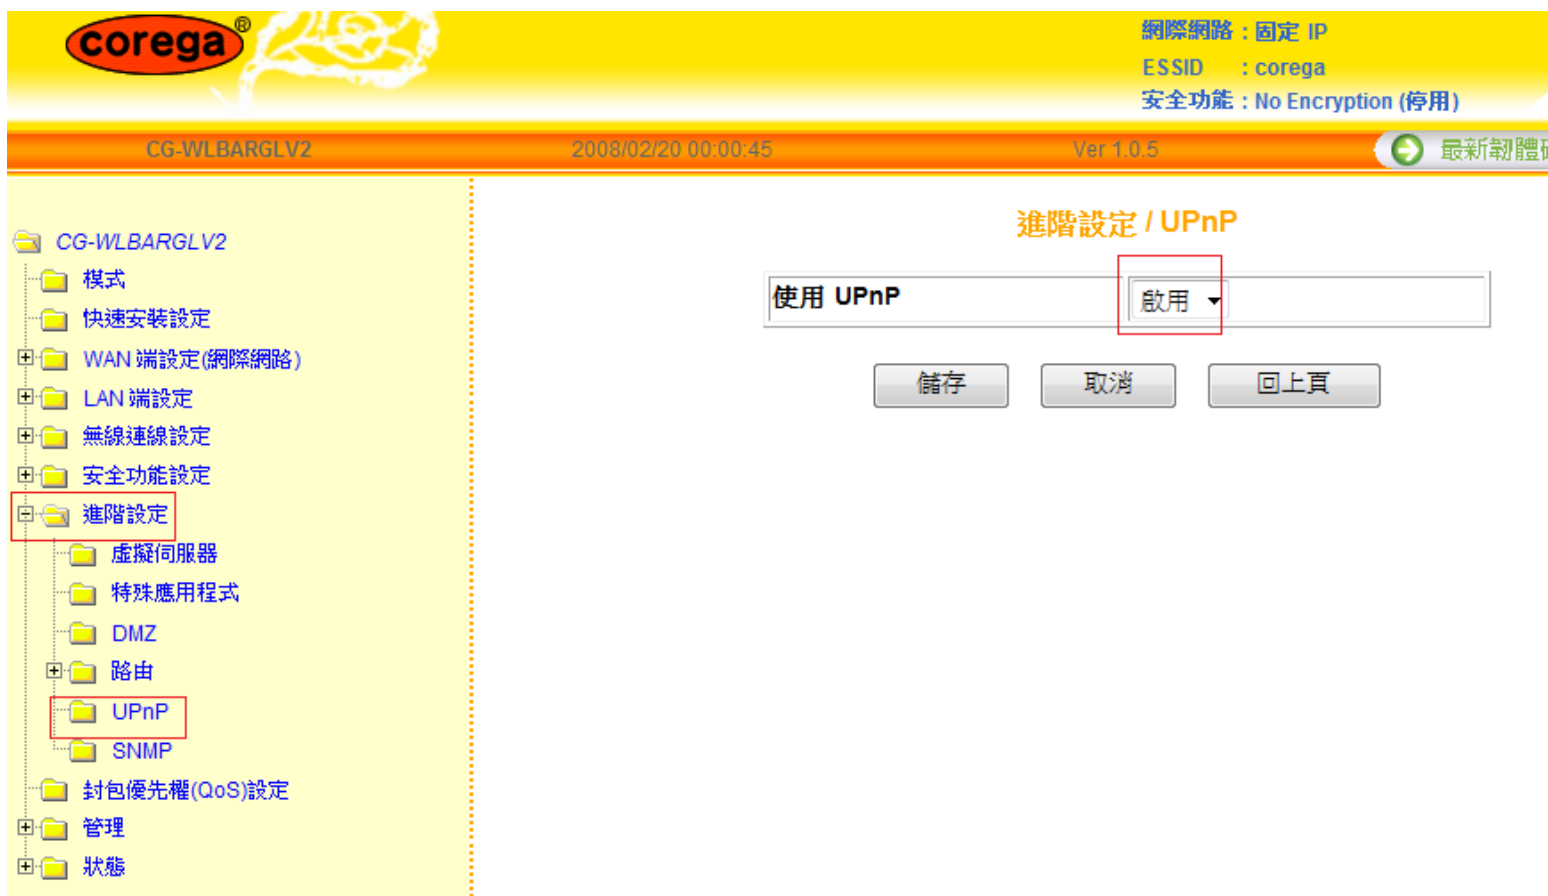 corega®
網際網路：固定 IP
ESSID : corega
安全功能：No Encryption (停用)
CG-WLBARGLV2 2008/02/20 00:00:45 Ver 1.0.5 最新韌體
進階設定 / UPnP
使用 UPnP 啟用
儲存 取消 回上頁
CG-WLBARGLV2
模式
快速安裝設定
WAN 端設定(網際網路)
LAN 端設定
無線連線設定
安全功能設定
進階設定
虛擬伺服器
特殊應用程式
DMZ
路由
UPnP
SNMP
封包優先權(QoS)設定
管理
狀態